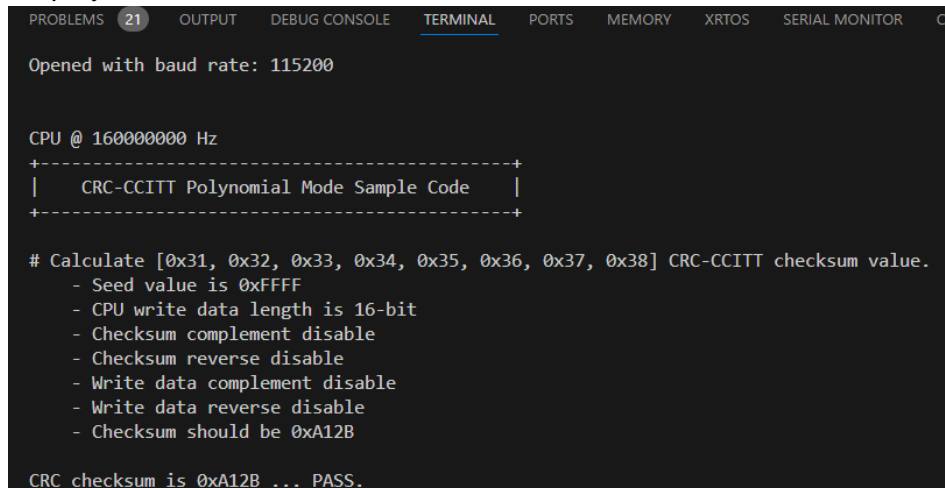 PROBLEMS 21 OUTPUT DEBUG CONSOLE TERMINAL PORTS MEMORY XRTOS SERIAL MONITOR
Opened with baud rate: 115200
CPU @ 160000000 Hz
+---------------------------------------------+
|    CRC-CCITT Polynomial Mode Sample Code    |
+---------------------------------------------+
# Calculate [0x31, 0x32, 0x33, 0x34, 0x35, 0x36, 0x37, 0x38] CRC-CCITT checksum value.
- Seed value is 0xFFFF
- CPU write data length is 16-bit
- Checksum complement disable
- Checksum reverse disable
- Write data complement disable
- Write data reverse disable
- Checksum should be 0xA12B
CRC checksum is 0xA12B ... PASS.